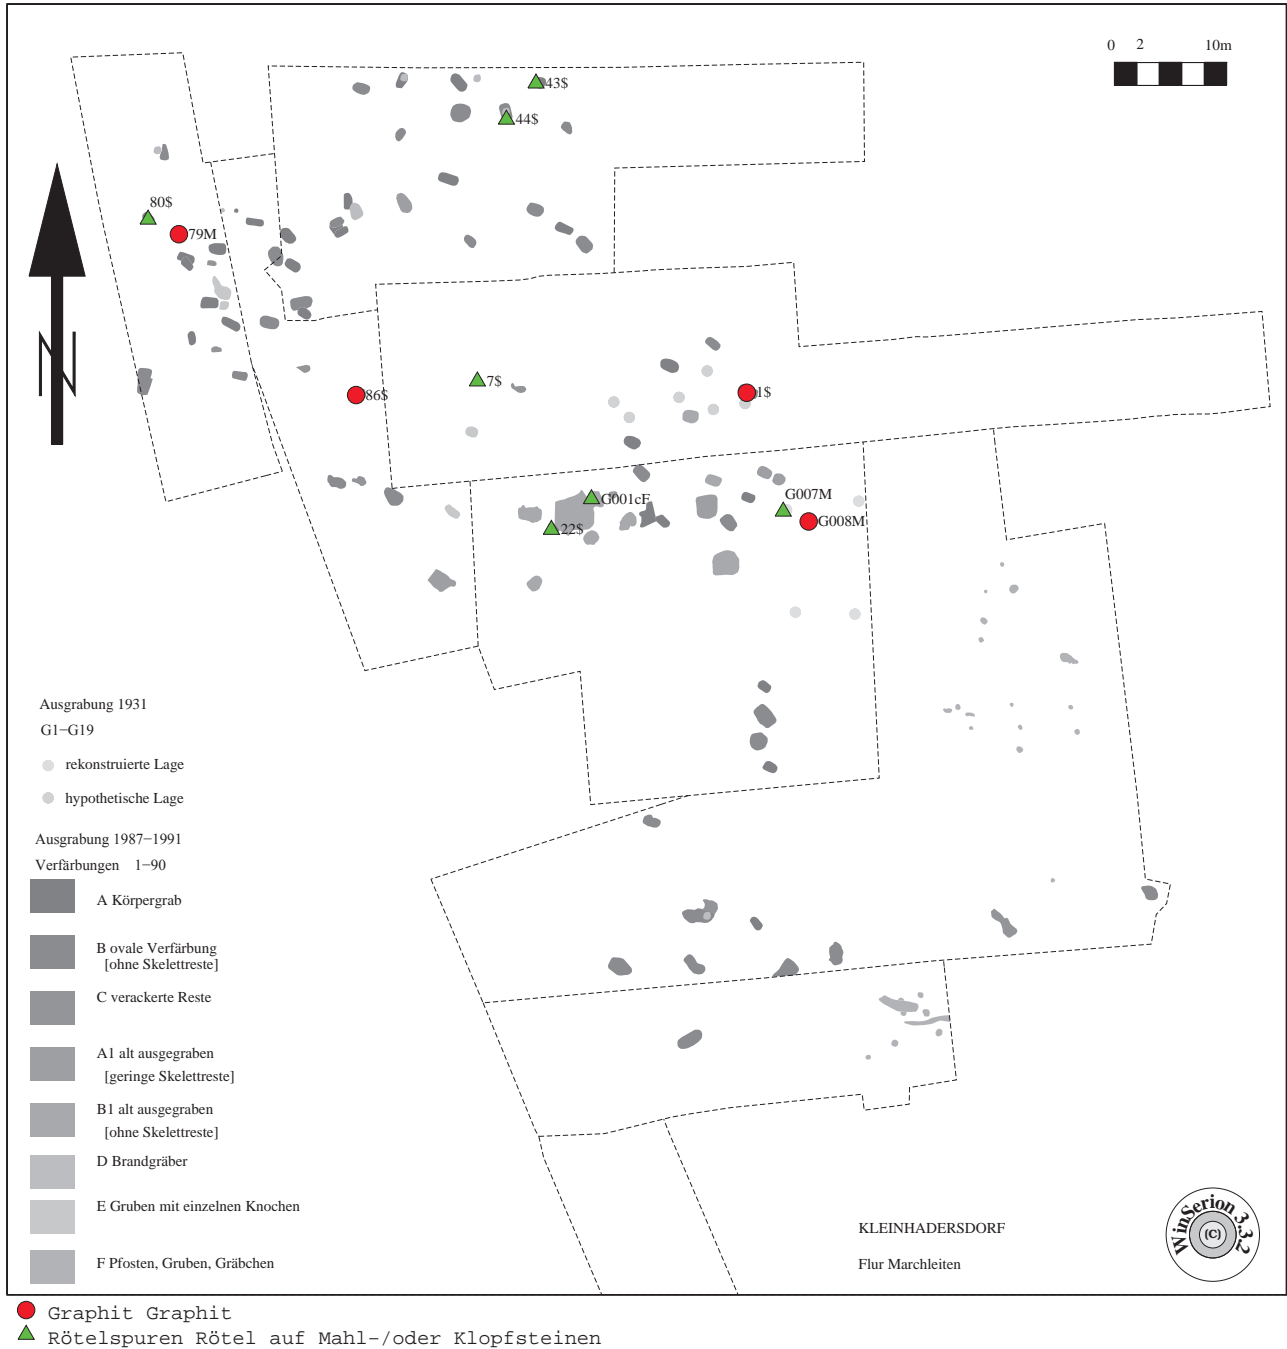 0 2 10m
43$
44$
80$
79M
7$
86$
1$
G001cF
G007M
22$
G008M
N
Ausgrabung 1931
G1−G19
rekonstruierte Lage
hypothetische Lage
Ausgrabung 1987−1991
Verfärbungen 1−90
A Körpergrab
B ovale Verfärbung
[ohne Skelettreste]
C verackerte Reste
A1 alt ausgegraben
[geringe Skelettreste]
B1 alt ausgegraben
[ohne Skelettreste]
D Brandgräber
E Gruben mit einzelnen Knochen
F Pfosten, Gruben, Gräbchen
KLEINHADERSDORF
Flur Marchleiten
WinSerion 3.3.2
(C)
Graphit Graphit
Rötelspuren Rötel auf Mahl-/oder Klopfsteinen